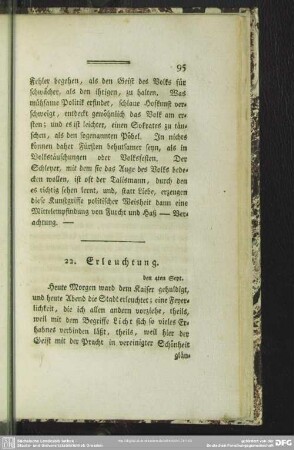 95
Fehler begehen, als den Geist des Volks für
schwächer, als den ihrigen, zu halten. Was
mühsame Politik erfindet, schlaue Hofkunst ver-
schweigt, entdeckt gewöhnlich das Volk am er-
sten; und es ist leichter, einen Sokrates zu täu-
schen, als den sogenannten Pöbel. In nichts
können daher Fürsten behutsamer seyn, als in
Volkstäuschungen oder Volksfesten. Der
Schleyer, mit dem sie das Auge des Volks bede-
cken wollen, ist oft der Talisman, durch den
es richtig sehen lernt, und, statt Liebe, erzeugen
diese Kunstgriffe politischer Weisheit dann eine
Mittelempfindung von Furcht und Haß — Ver-
achtung. —
22. Erleuchtung.
den 4ten Sept.
Heute Morgen ward dem Kaiser gehuldigt,
und heute Abend die Stadt erleuchtet; eine Feyer-
lichkeit, die ich allem andern vorziehe, theils,
weil mit dem Begriffe Licht sich so vieles Er-
habnes verbinden läßt, theils, weil hier der
Geist mit der Pracht in vereinigter Schönheit
glän-